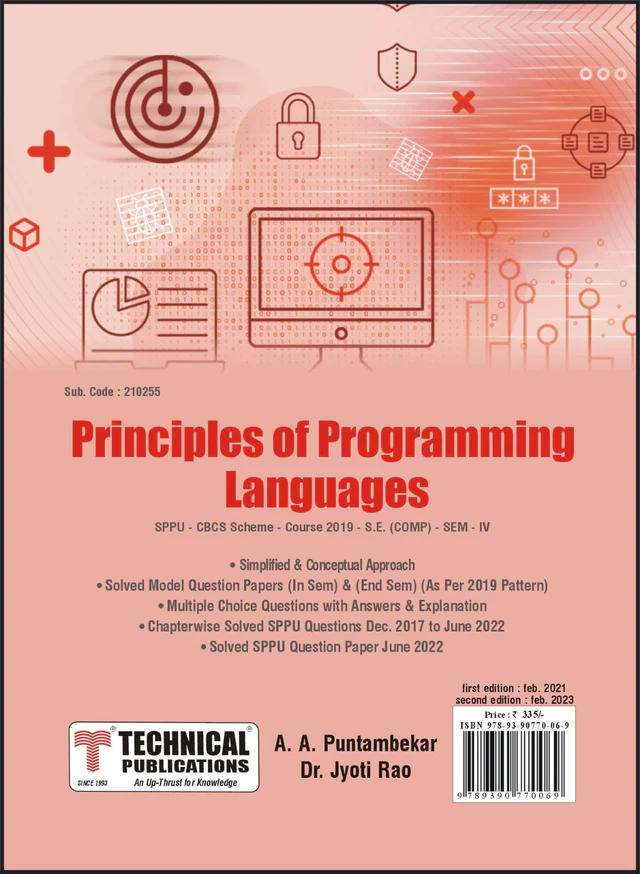 ***
Sub. Code : 210255
Principles of Programming
Languages
SPPU - CBCS Scheme - Course 2019 - S.E. (COMP) - SEM - IV
• Simplified & Conceptual Approach
• Solved Model Question Papers (In Sem) & (End Sem) (As Per 2019 Pattern)
• Multiple Choice Questions with Answers & Explanation
• Chapterwise Solved SPPU Questions Dec. 2017 to June 2022
• Solved SPPU Question Paper June 2022
first edition : feb. 2021
second edition : feb. 2023
Price : ₹ 335/-
ISBN 978-93-90770-06-9
9 789390 770069
TECHNICAL®
PUBLICATIONS
SINCE 1993 An Up-Thrust for Knowledge
®
A. A. Puntambekar
Dr. Jyoti Rao